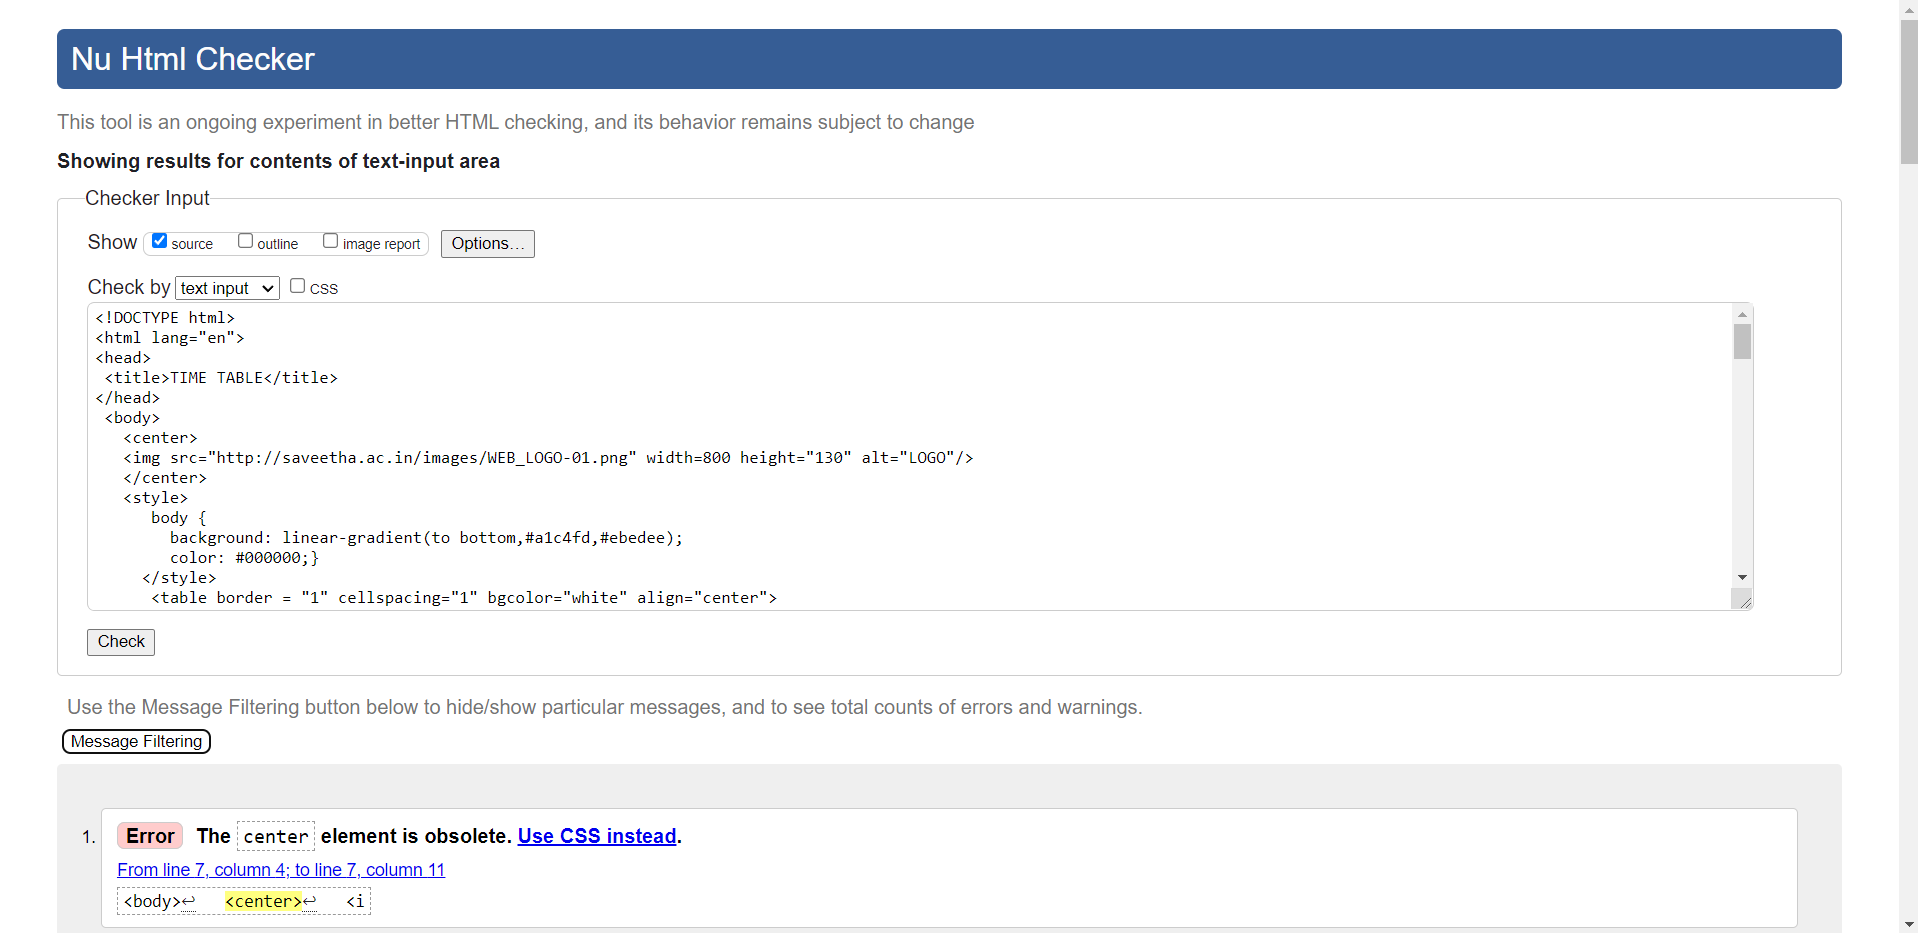 Nu Html Checker
This tool is an ongoing experiment in better HTML checking, and its behavior remains subject to change
Showing results for contents of text-input area
Checker Input
Show source outline image report Options...
Check by text input CSS
<!DOCTYPE html>
<html lang="en">
<head>
 <title>TIME TABLE</title>
</head>
 <body>
   <center>
   <img src="http://saveetha.ac.in/images/WEB_LOGO-01.png" width=800 height="130" alt="LOGO"/>
   </center>
   <style>
      body {
        background: linear-gradient(to bottom,#a1c4fd,#ebedee);
        color: #000000;}
     </style>
      <table border = "1" cellspacing="1" bgcolor="white" align="center">
Check
Use the Message Filtering button below to hide/show particular messages, and to see total counts of errors and warnings.
Message Filtering
1. Error The center element is obsolete. Use CSS instead.
From line 7, column 4; to line 7, column 11
<body>↩   <center>↩   <i